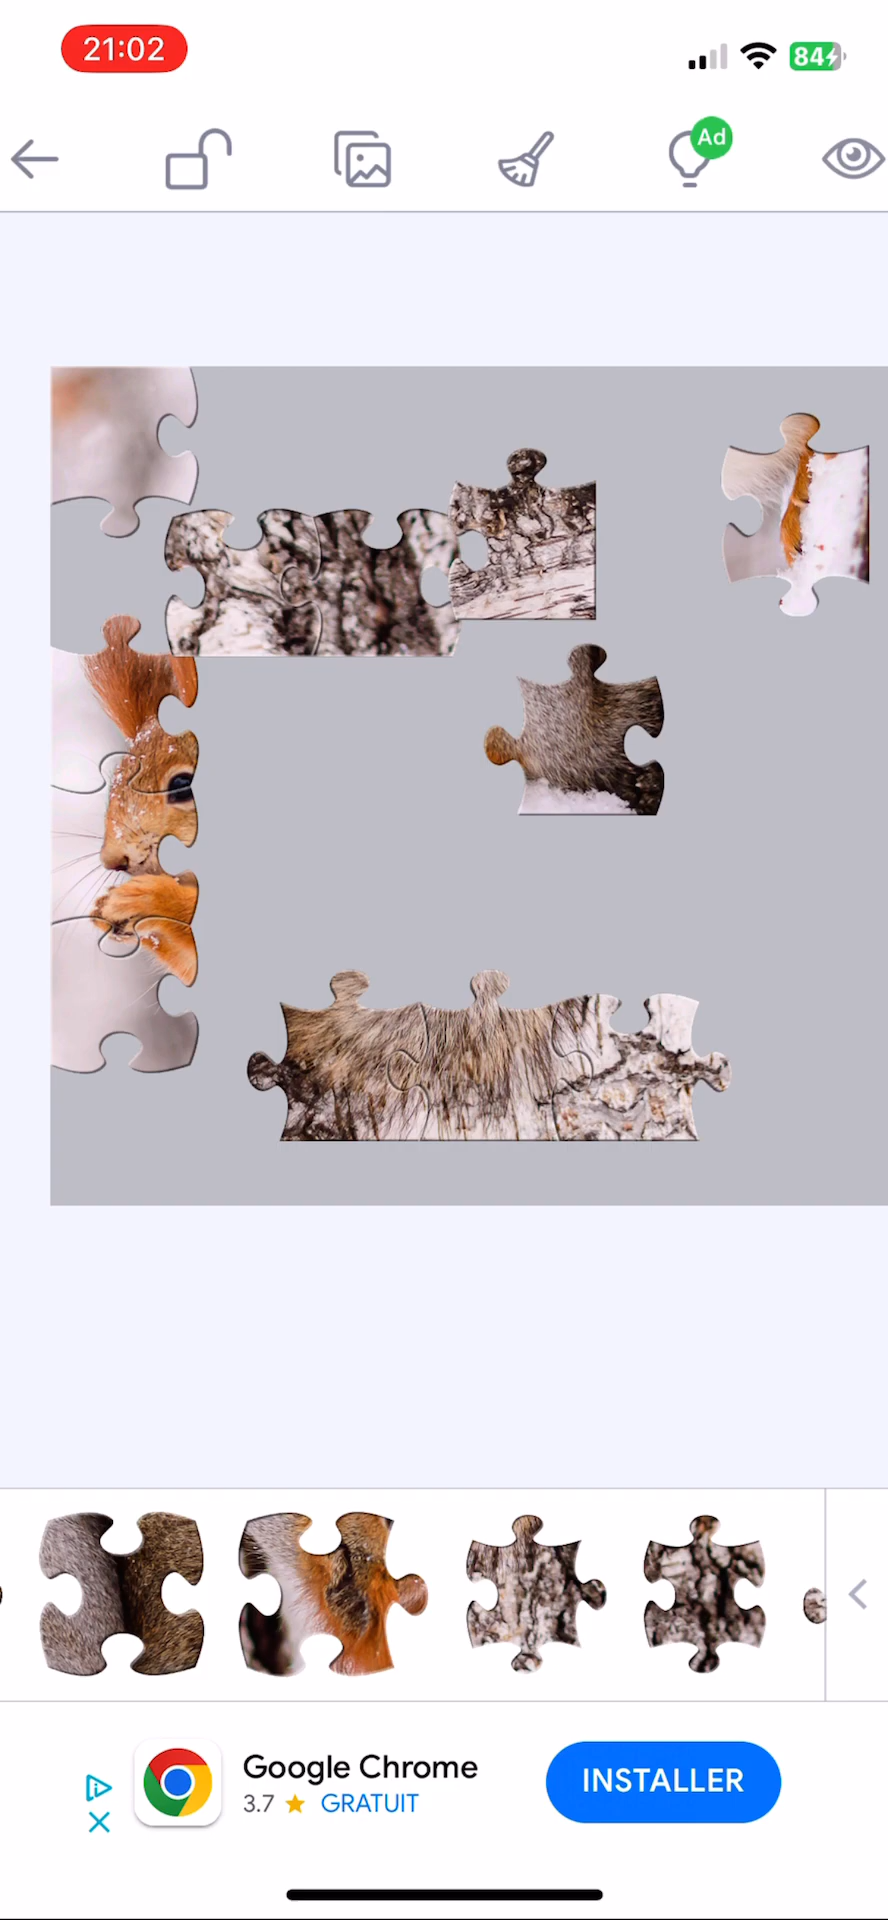 21:02
84
Ad
Google Chrome
3.7 ★ GRATUIT
INSTALLER